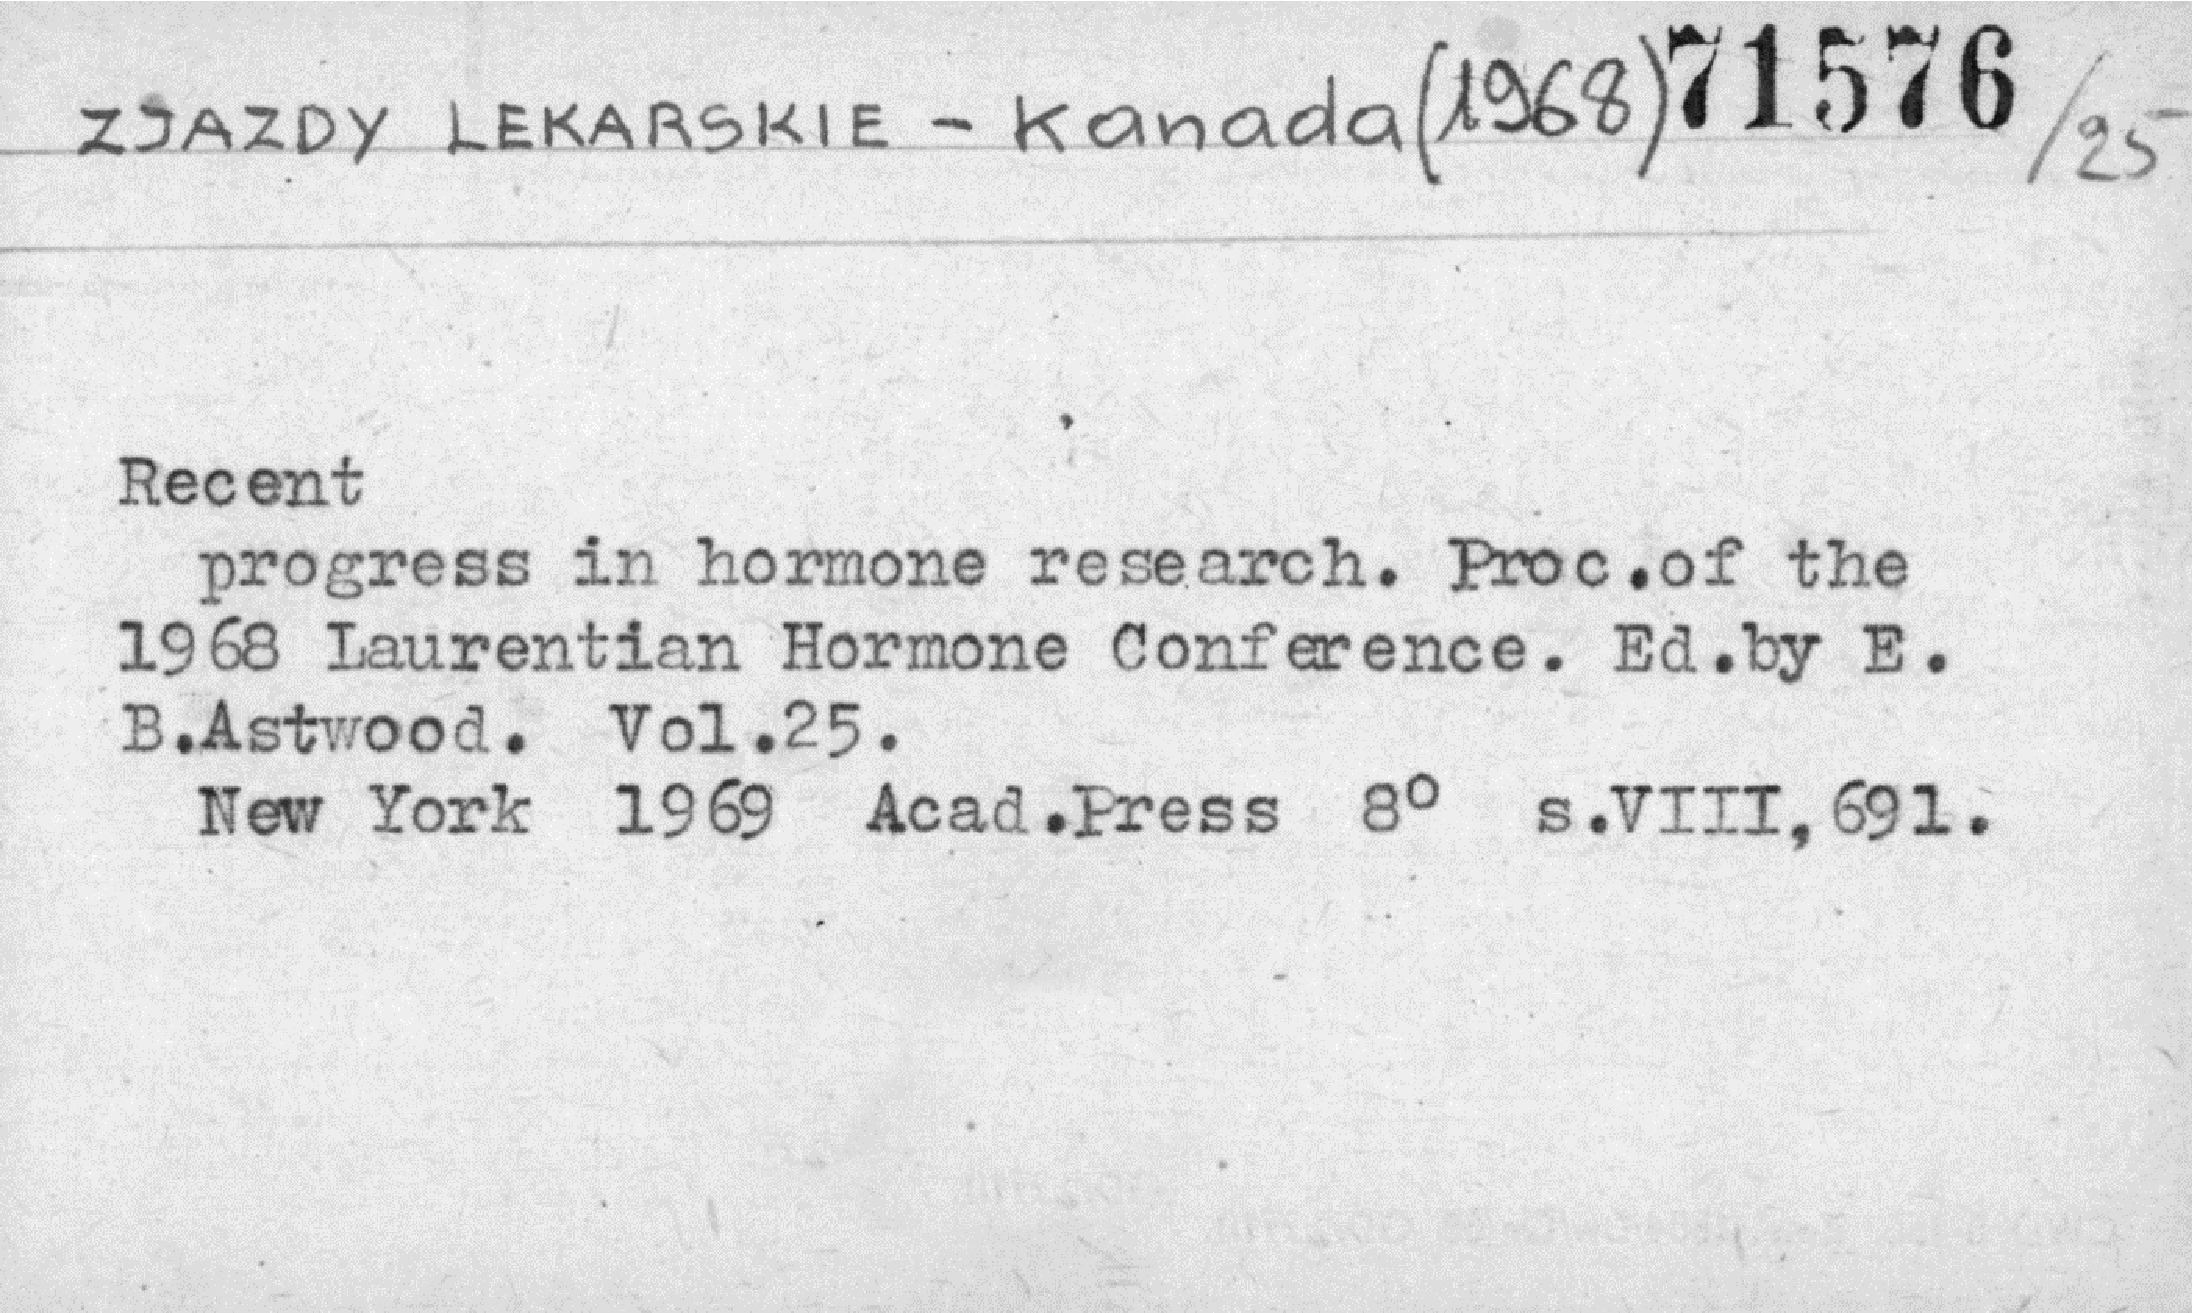 ZJAZDY LEKARSKIE - Kanada (1968) 71576/25
Recent
progress in hormone research. Proc.of the
1968 Laurentian Hormone Conference. Ed.by E.
B.Astwood. Vol.25.
New York 1969 Acad.Press 8º s.VIII,691.